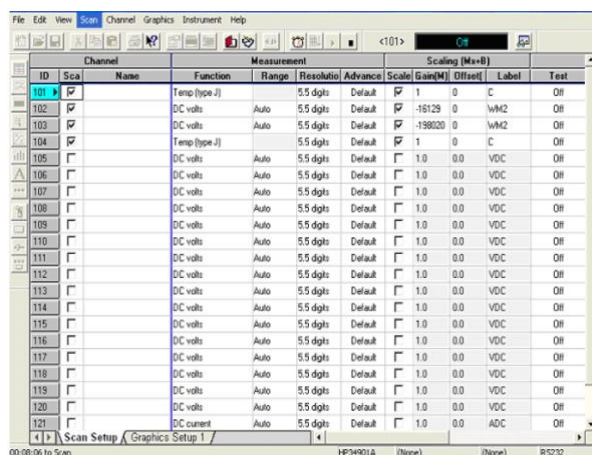 File Edit View Scan Channel Graphics Instrument Help
<101> Off
Channel Measurement Scaling (Mx+B)
ID Sca Name Function Range Resolutio Advance Scale Gain(M) Offset( Label Test
101 Temp (type J) 5.5 digits Default 1 0 C Off
102 DC volts Auto 5.5 digits Default -16129 0 WM2 Off
103 DC volts Auto 5.5 digits Default -198020 0 WM2 Off
104 Temp (type J) 5.5 digits Default 1 0 C Off
105 DC volts Auto 5.5 digits Default 1.0 0.0 VDC Off
106 DC volts Auto 5.5 digits Default 1.0 0.0 VDC Off
107 DC volts Auto 5.5 digits Default 1.0 0.0 VDC Off
108 DC volts Auto 5.5 digits Default 1.0 0.0 VDC Off
109 DC volts Auto 5.5 digits Default 1.0 0.0 VDC Off
110 DC volts Auto 5.5 digits Default 1.0 0.0 VDC Off
111 DC volts Auto 5.5 digits Default 1.0 0.0 VDC Off
112 DC volts Auto 5.5 digits Default 1.0 0.0 VDC Off
113 DC volts Auto 5.5 digits Default 1.0 0.0 VDC Off
114 DC volts Auto 5.5 digits Default 1.0 0.0 VDC Off
115 DC volts Auto 5.5 digits Default 1.0 0.0 VDC Off
116 DC volts Auto 5.5 digits Default 1.0 0.0 VDC Off
117 DC volts Auto 5.5 digits Default 1.0 0.0 VDC Off
118 DC volts Auto 5.5 digits Default 1.0 0.0 VDC Off
119 DC volts Auto 5.5 digits Default 1.0 0.0 VDC Off
120 DC volts Auto 5.5 digits Default 1.0 0.0 VDC Off
121 DC current Auto 5.5 digits Default 1.0 0.0 ADC Off
Scan Setup Graphics Setup 1
00:08:06 to Scan HP34901A (None) (None) RS232